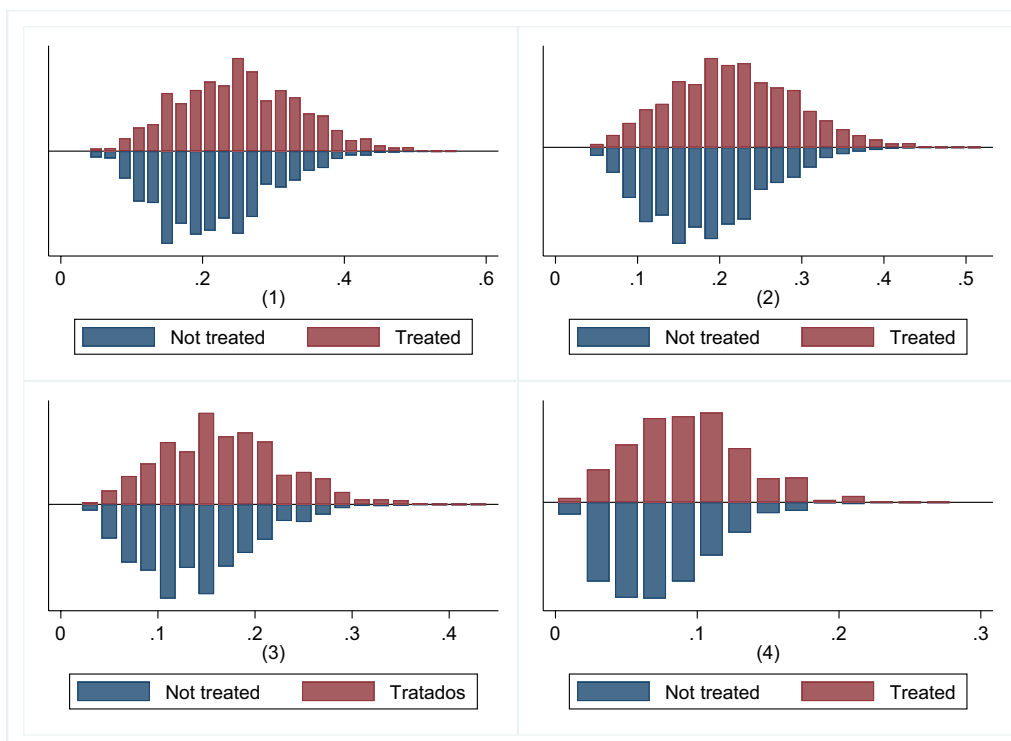 0 .2 .4 .6
(1)
Not treated Treated
0 .1 .2 .3 .4 .5
(2)
Not treated Treated
0 .1 .2 .3 .4
(3)
Not treated Tratados
0 .1 .2 .3
(4)
Not treated Treated